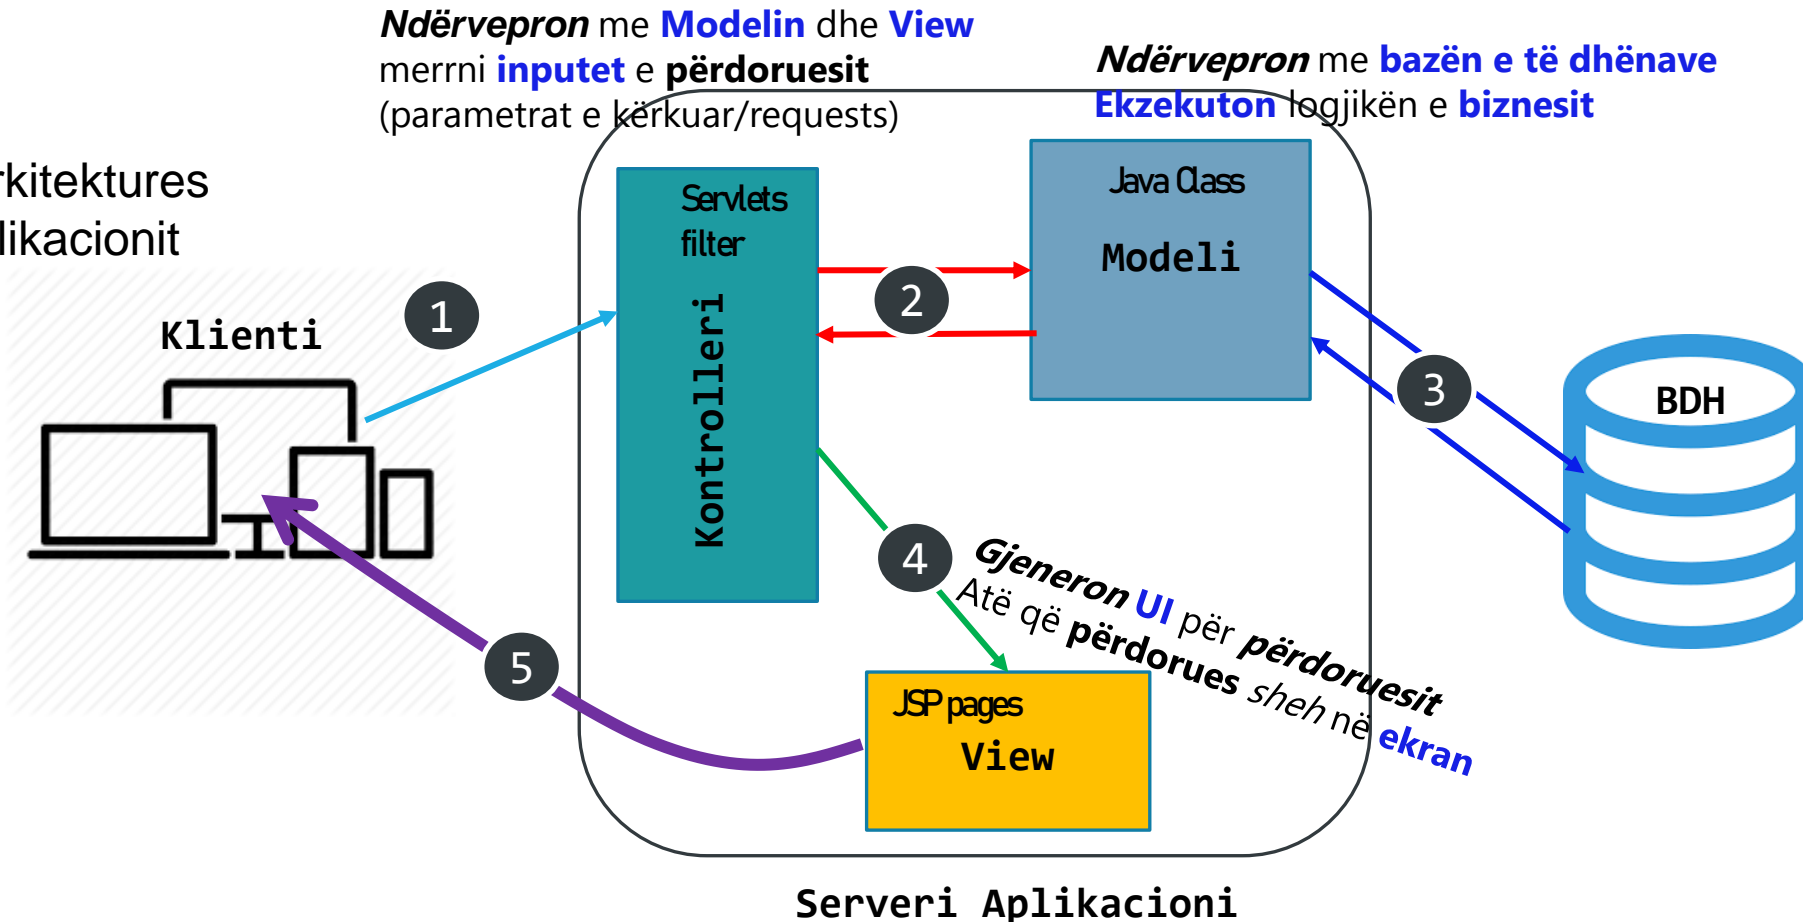 Ndërvepron me Modelin dhe View
merrni inputet e përdoruesit
(parametrat e kërkuar/requests)
Ndërvepron me bazën e të dhënave
Ekzekuton logjikën e biznesit
rkitektures
likacionit
Klienti
1
Servlets
filter
Kontrolleri
2
Java Class
Modeli
3
BDH
4
Gjeneron UI për përdoruesit
Atë që përdorues sheh në ekran
5
JSP pages
View
Serveri Aplikacioni